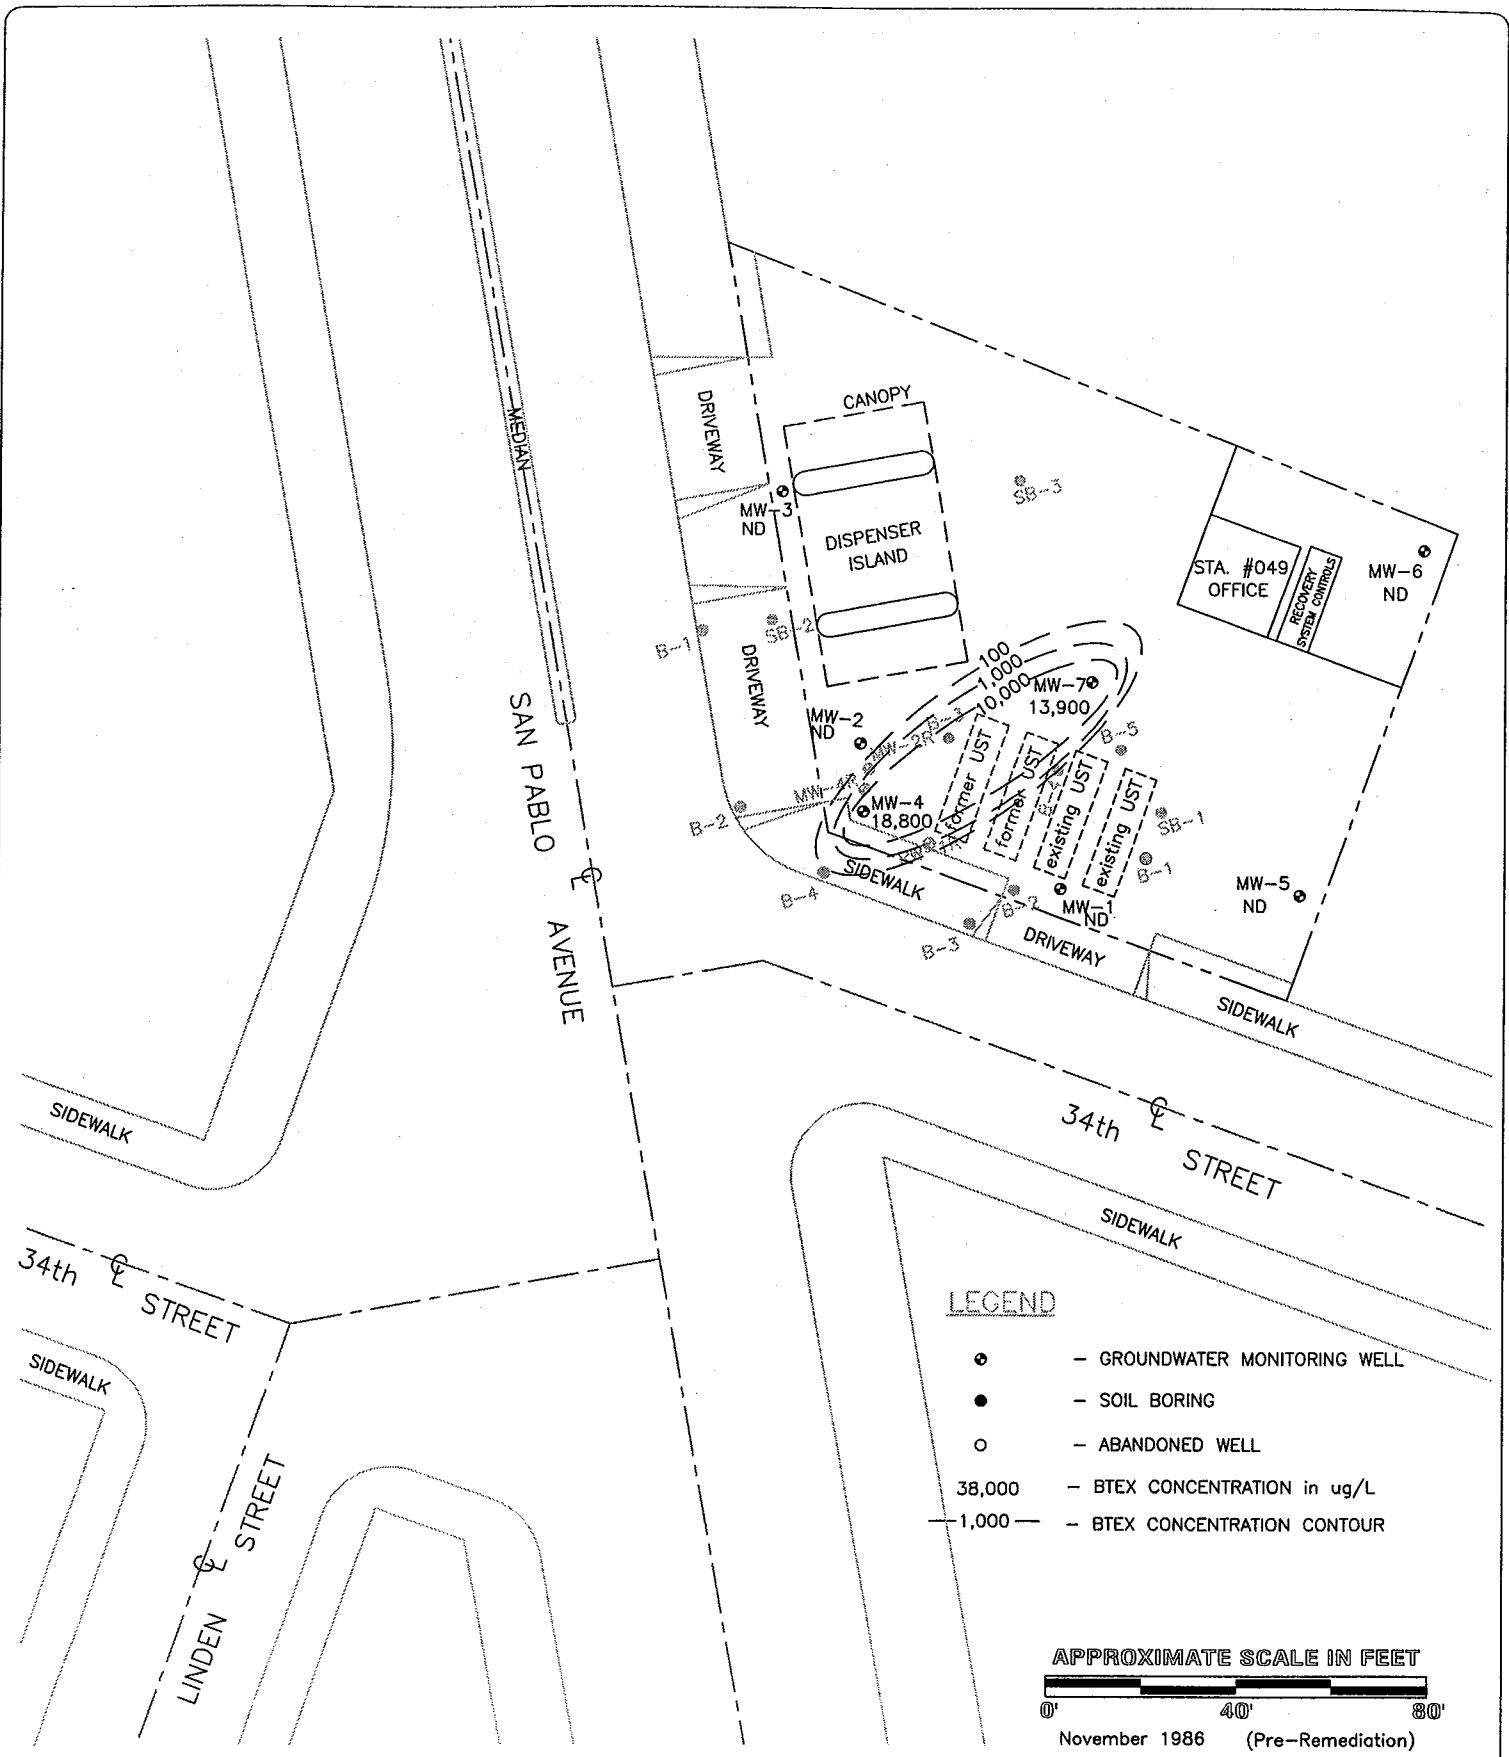 CANOPY
DRIVEWAY
MEDIAN
MW-3
ND
SB-3
DISPENSER
ISLAND
STA. #049
OFFICE
RECOVERY
SYSTEM CONTROLS
MW-6
ND
B-1
SB-2
DRIVEWAY
100
1,000
10,000
MW-7
13,900
MW-2
ND
MW-2R
B-3
B-5
former UST
former UST
existing UST
existing UST
MW-4
18,800
B-2
SB-1
B-1
SIDEWALK
B-4
B-2
MW-1
ND
MW-5
ND
B-3
DRIVEWAY
SIDEWALK
SAN PABLO ℄ AVENUE
SIDEWALK
34th ℄ STREET
SIDEWALK
34th ℄ STREET
SIDEWALK
LINDEN ℄ STREET
LEGEND
– GROUNDWATER MONITORING WELL
– SOIL BORING
– ABANDONED WELL
38,000 – BTEX CONCENTRATION in ug/L
—1,000— – BTEX CONCENTRATION CONTOUR
APPROXIMATE SCALE IN FEET
0' 40' 80'
November 1986 (Pre-Remediation)